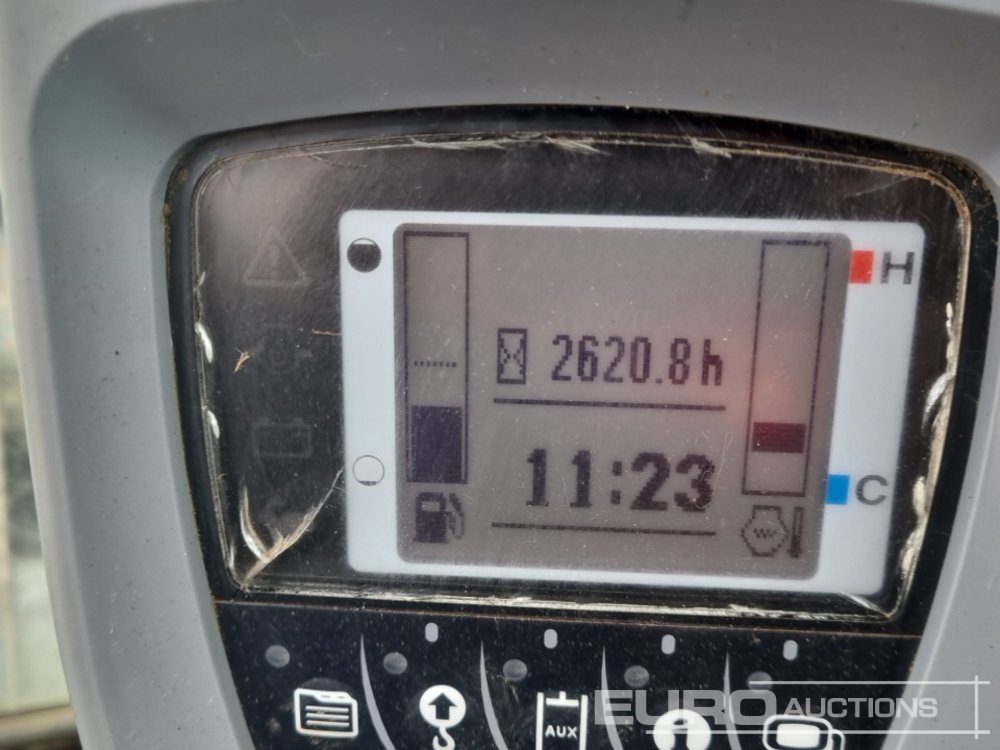 H
2620.8h
11:23
C
AUX
EURO AUCTIONS